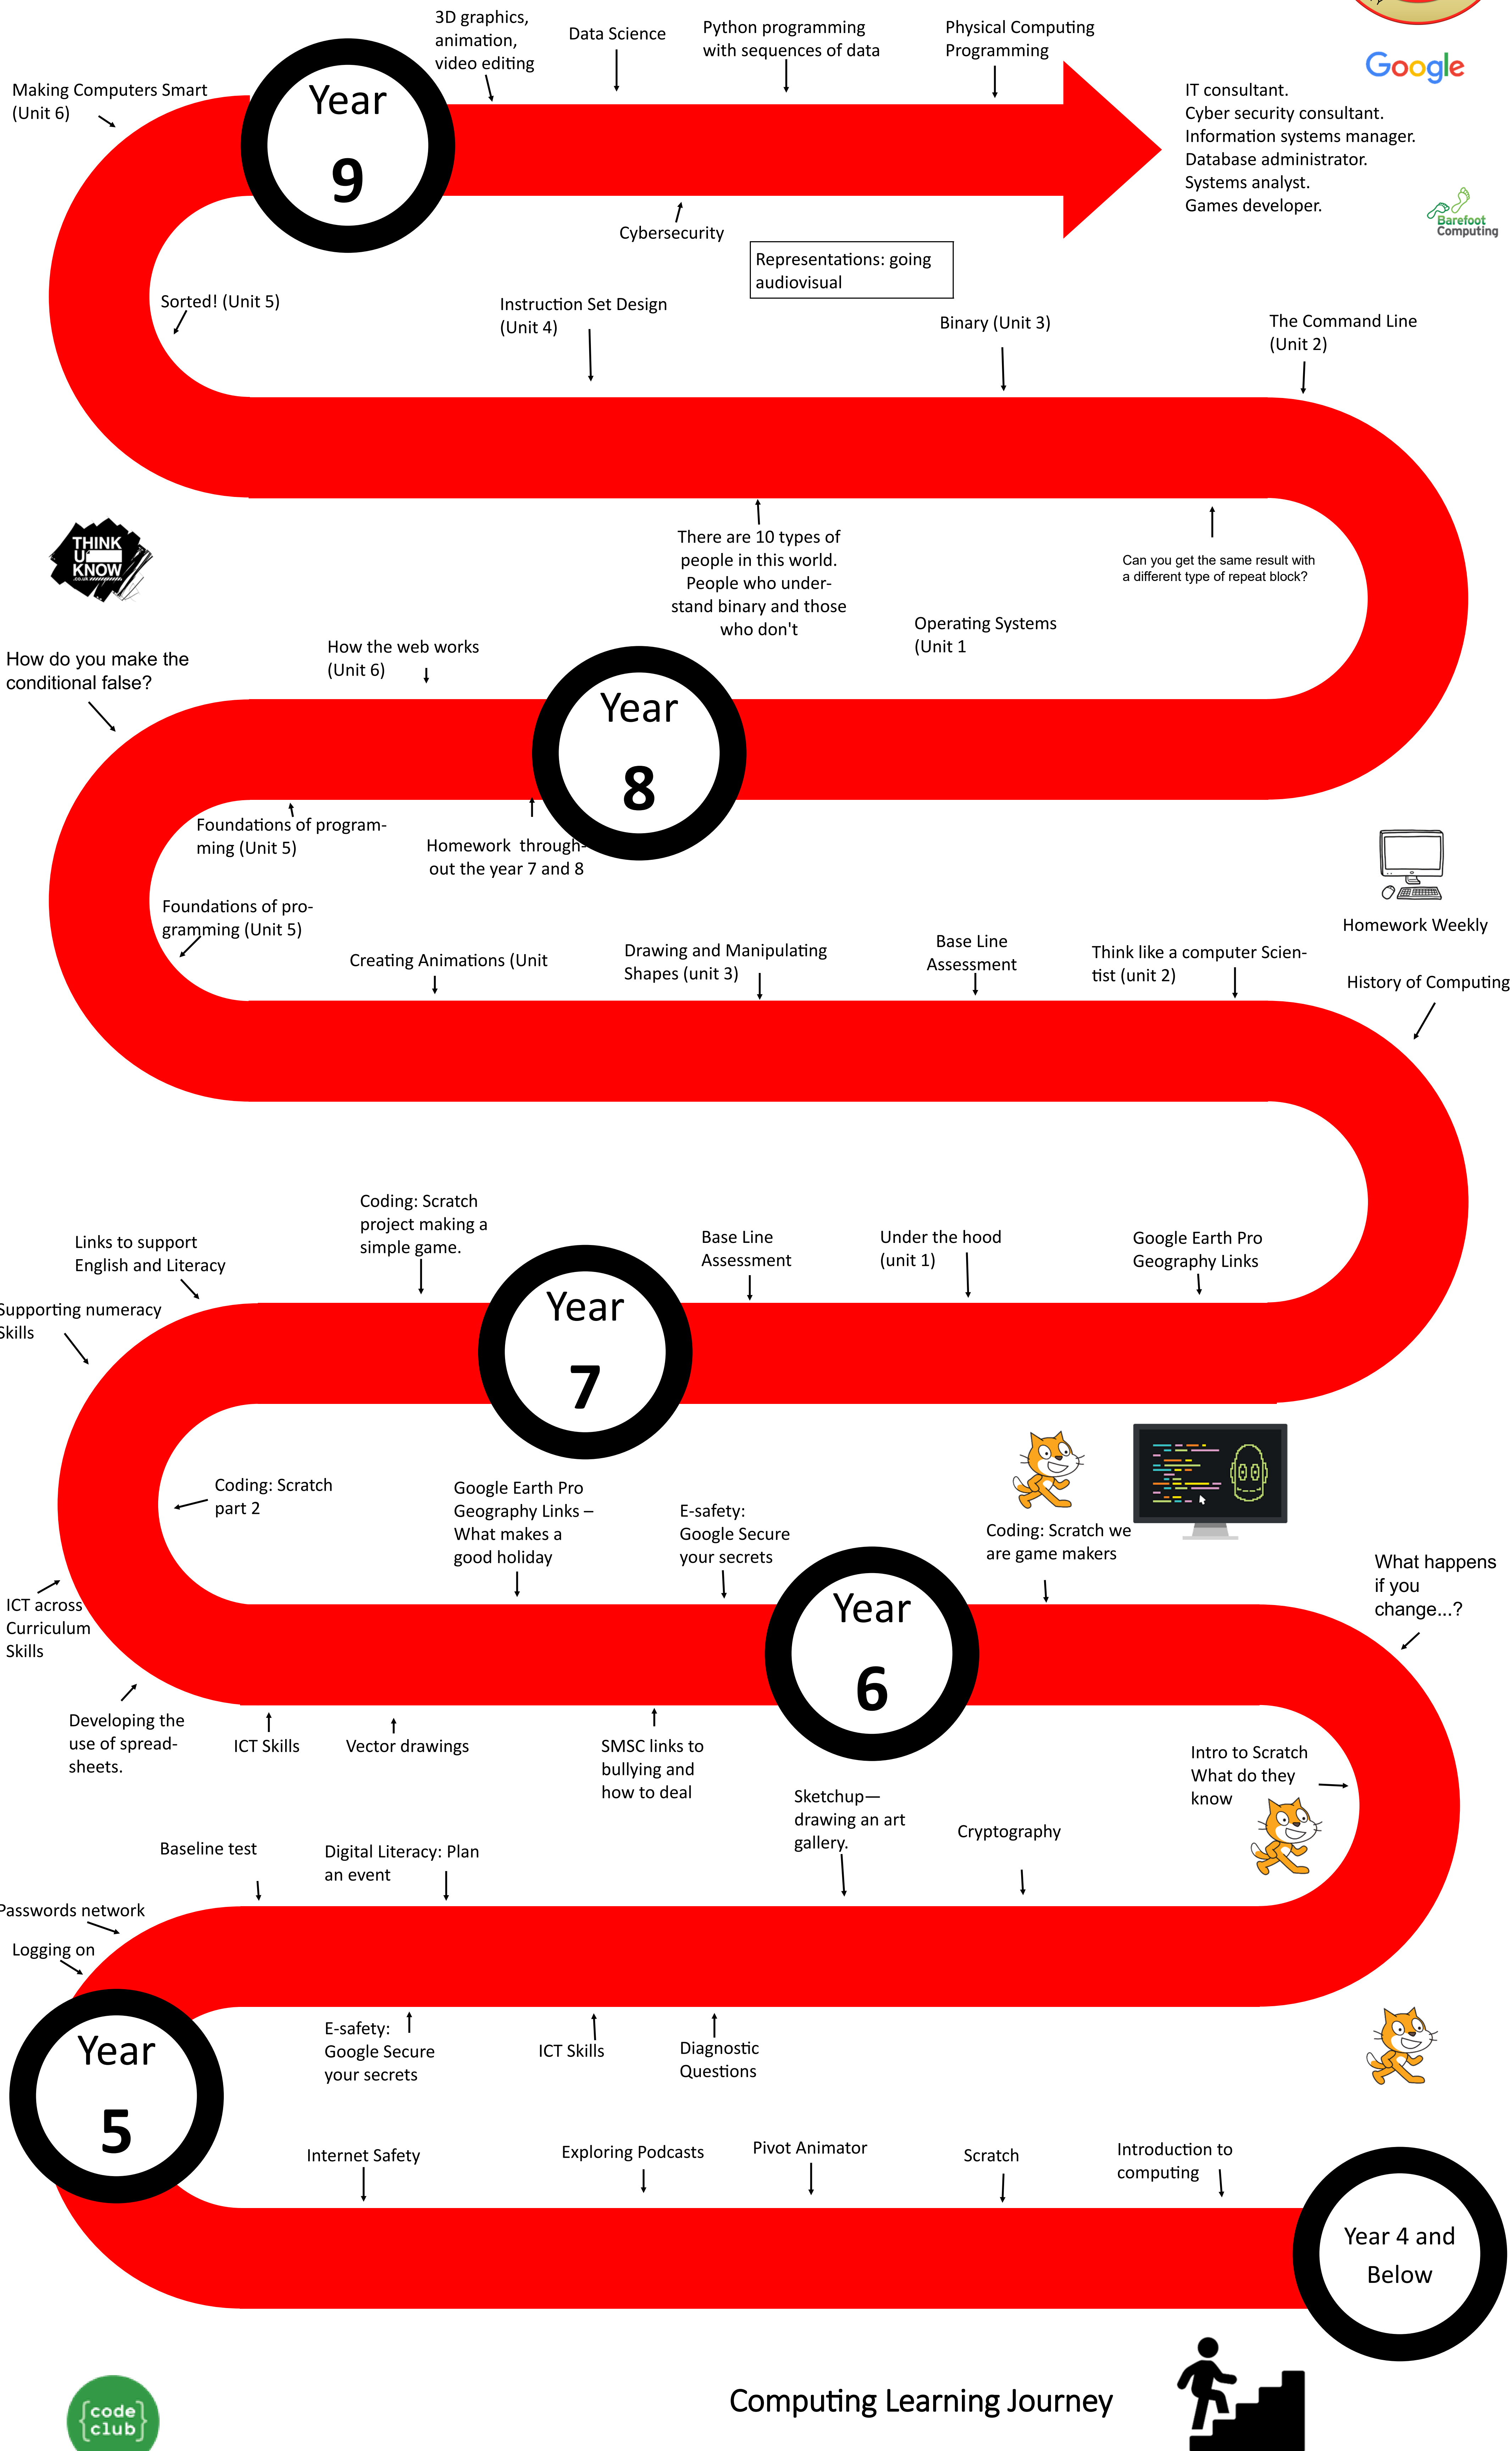 3D graphics,
animation,
video editing
Data Science
Python programming
with sequences of data
Physical Computing
Programming
Google
Making Computers Smart
(Unit 6)
Year
9
IT consultant.
Cyber security consultant.
Information systems manager.
Database administrator.
Systems analyst.
Games developer.
Barefoot
Computing
Cybersecurity
Representations: going
audiovisual
Sorted! (Unit 5)
Instruction Set Design
(Unit 4)
Binary (Unit 3)
The Command Line
(Unit 2)
THINK
U
KNOW
.CO.UK
There are 10 types of
people in this world.
People who under-
stand binary and those
who don't
Can you get the same result with
a different type of repeat block?
Operating Systems
(Unit 1
How do you make the
conditional false?
How the web works
(Unit 6)
Year
8
Foundations of program-
ming (Unit 5)
Homework through-
out the year 7 and 8
Foundations of pro-
gramming (Unit 5)
Creating Animations (Unit
Drawing and Manipulating
Shapes (unit 3)
Base Line
Assessment
Think like a computer Scien-
tist (unit 2)
Homework Weekly
History of Computing
Links to support
English and Literacy
Supporting numeracy
Skills
Coding: Scratch
project making a
simple game.
Year
7
Base Line
Assessment
Under the hood
(unit 1)
Google Earth Pro
Geography Links
Coding: Scratch
part 2
Google Earth Pro
Geography Links –
What makes a
good holiday
E-safety:
Google Secure
your secrets
Coding: Scratch we
are game makers
What happens
if you
change...?
ICT across
Curriculum
Skills
Year
6
Developing the
use of spread-
sheets.
ICT Skills
Vector drawings
SMSC links to
bullying and
how to deal
Sketchup—
drawing an art
gallery.
Cryptography
Intro to Scratch
What do they
know
Baseline test
Digital Literacy: Plan
an event
Passwords network
Logging on
Year
5
E-safety:
Google Secure
your secrets
ICT Skills
Diagnostic
Questions
Internet Safety
Exploring Podcasts
Pivot Animator
Scratch
Introduction to
computing
Year 4 and
Below
{code
club}
Computing Learning Journey